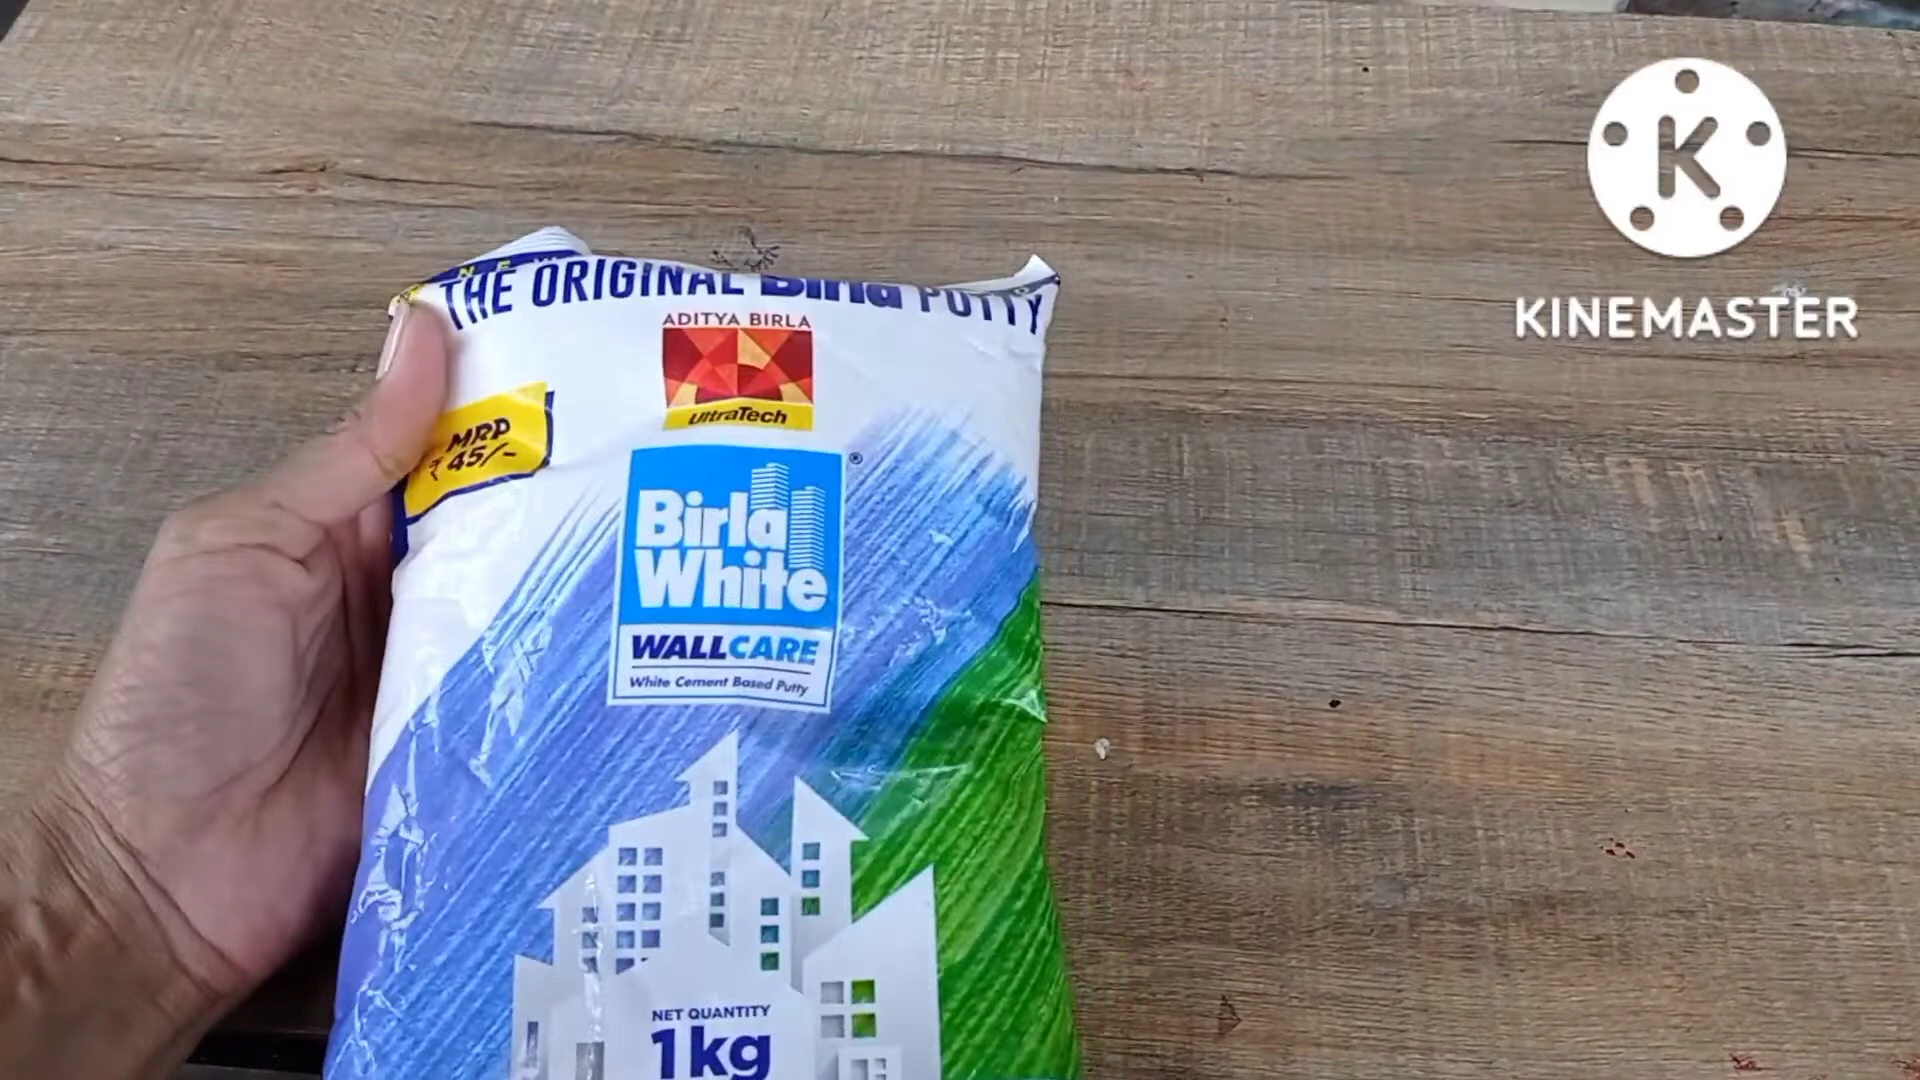 NEW
THE ORIGINAL Birla PUTTY
ADITYA BIRLA
UltraTech
MRP
₹ 45/-
Birla
White
®
WALLCARE
White Cement Based Putty
NET QUANTITY
1kg
K
KINEMASTER